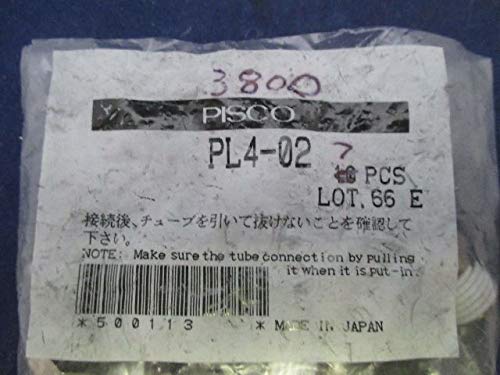 3800
PISCO
PL4-02
7
10 PCS
LOT. 66 E
接続後、チューブを引いて抜けないことを確認して
下さい。
NOTE: Make sure the tube connection by pulling
it when it is put-in.
*500113 * MADE IN JAPAN